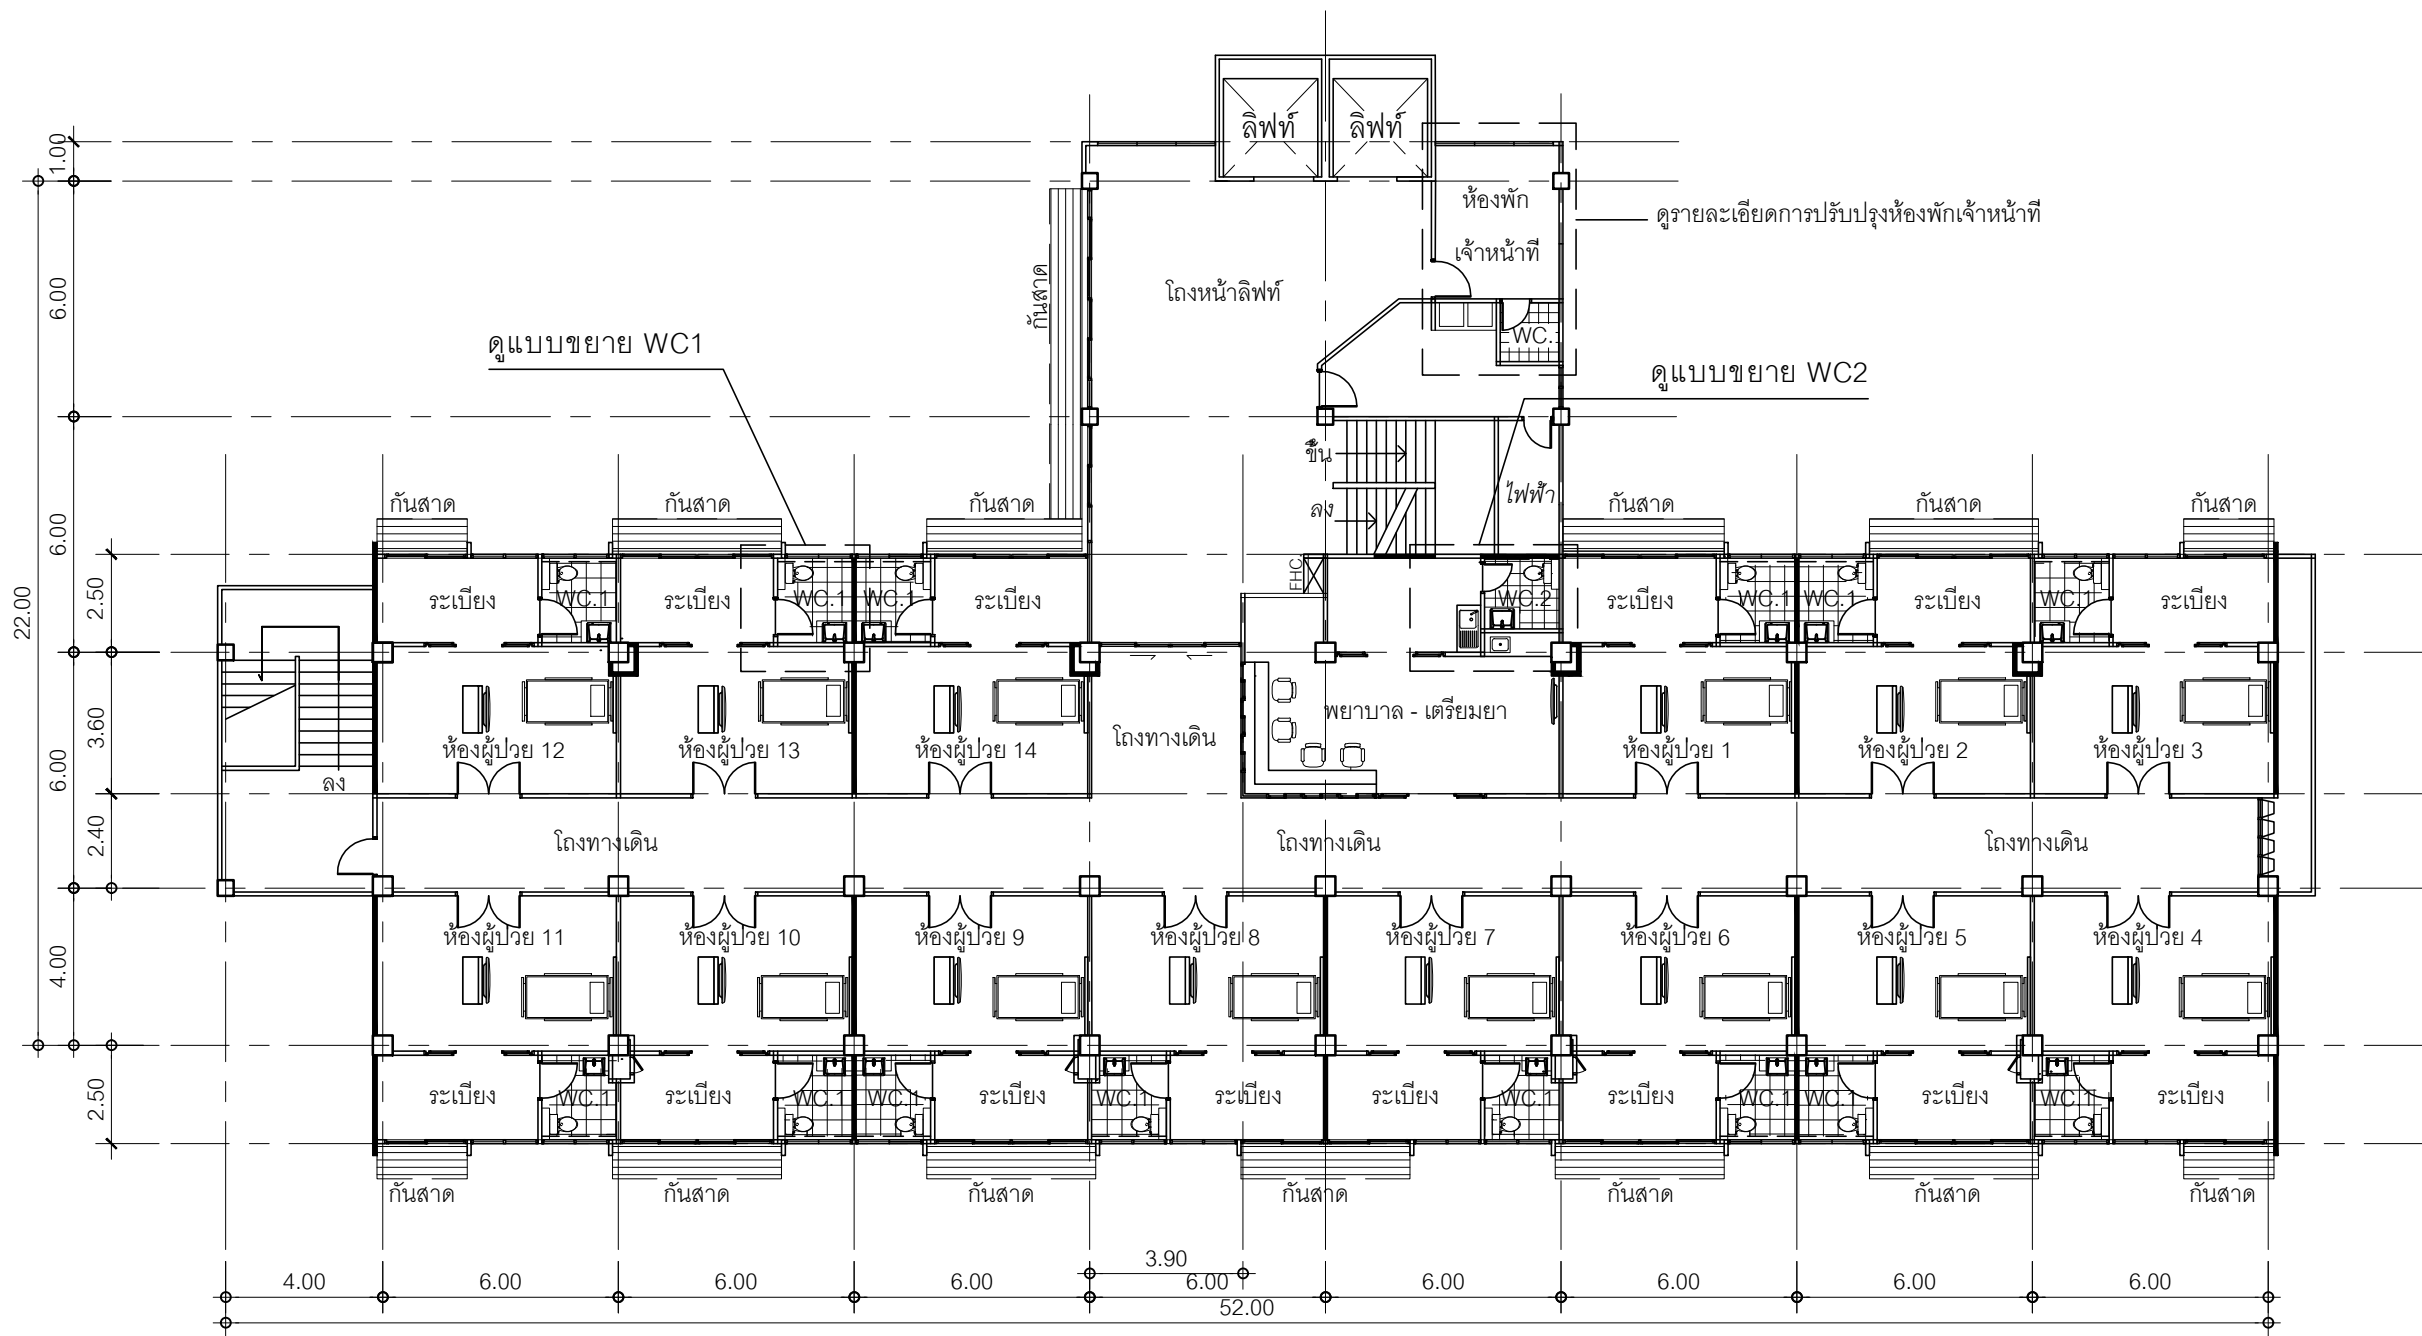 ลิฟท์ ลิฟท์
1.00
ห้องพัก
เจ้าหน้าที่
ดูรายละเอียดการปรับปรุงห้องพักเจ้าหน้าที่
6.00
กันสาด
โถงหน้าลิฟท์
ดูแบบขยาย WC1
WC.
ดูแบบขยาย WC2
ขึ้น
ลง
ไฟฟ้า
กันสาด กันสาด กันสาด กันสาด กันสาด กันสาด
6.00
22.00
2.50
FHC.
ระเบียง WC.1 ระเบียง WC.1 WC.1 ระเบียง WC.2 ระเบียง WC.1 WC.1 ระเบียง WC.1 ระเบียง
3.60
6.00
พยาบาล - เตรียมยา
โถงทางเดิน
ห้องผู้ป่วย 12 ห้องผู้ป่วย 13 ห้องผู้ป่วย 14 ห้องผู้ป่วย 1 ห้องผู้ป่วย 2 ห้องผู้ป่วย 3
ลง
2.40
โถงทางเดิน โถงทางเดิน โถงทางเดิน
ห้องผู้ป่วย 11 ห้องผู้ป่วย 10 ห้องผู้ป่วย 9 ห้องผู้ป่วย 8 ห้องผู้ป่วย 7 ห้องผู้ป่วย 6 ห้องผู้ป่วย 5 ห้องผู้ป่วย 4
4.00
2.50
ระเบียง WC.1 ระเบียง WC.1 WC.1 ระเบียง WC.1 ระเบียง ระเบียง WC.1 ระเบียง WC.1 WC.1 ระเบียง WC.1 ระเบียง
กันสาด กันสาด กันสาด กันสาด กันสาด กันสาด กันสาด
3.90
4.00 6.00 6.00 6.00 6.00 6.00 6.00 6.00 6.00
52.00